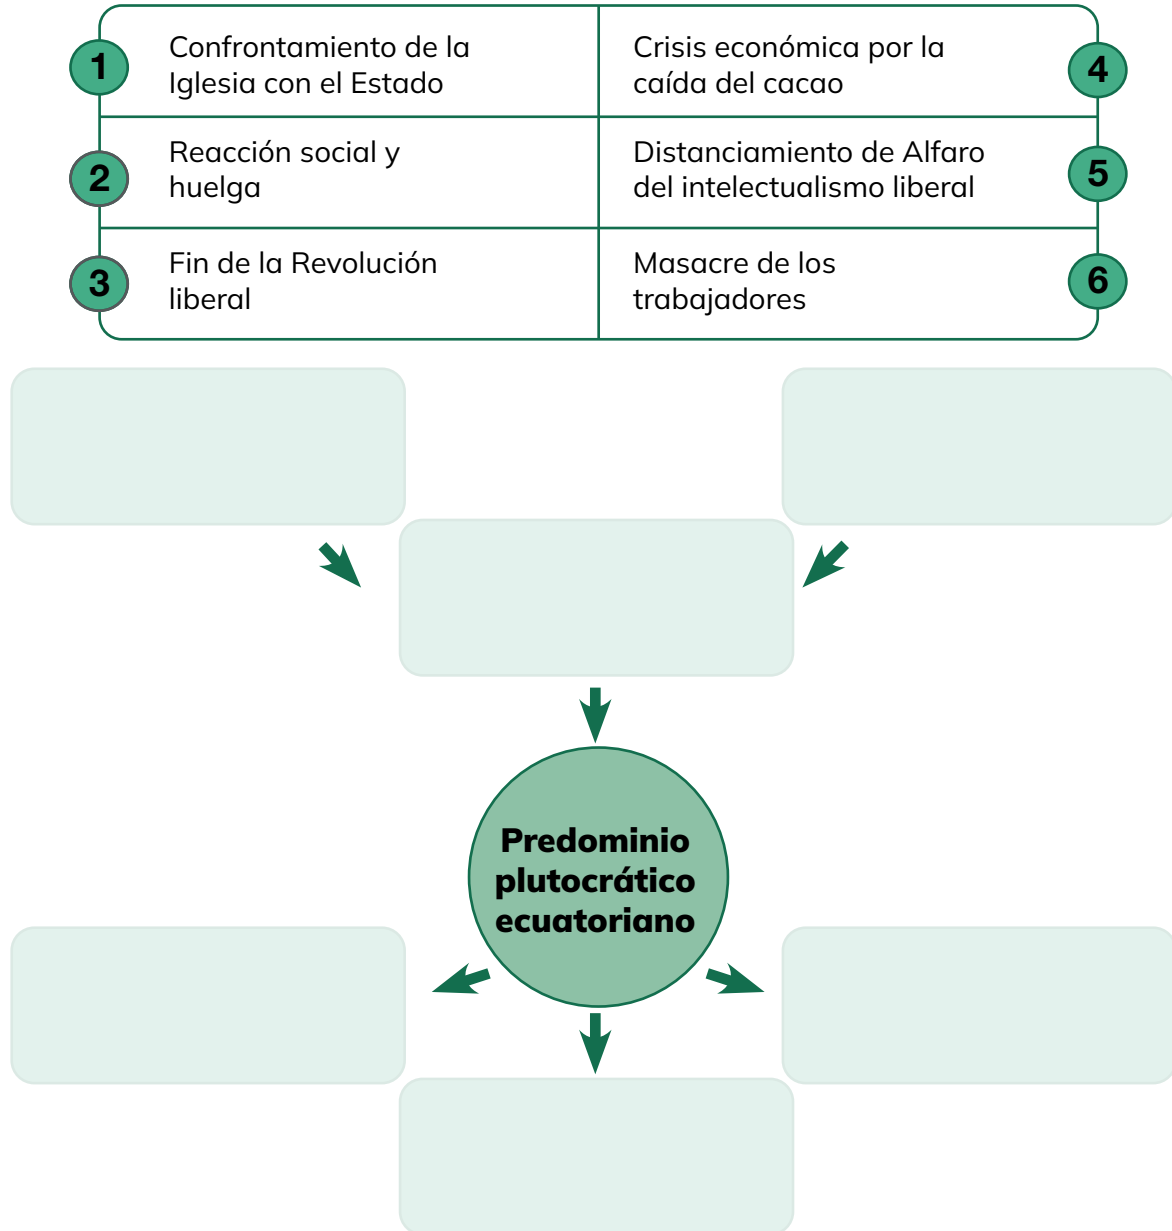 1
Confrontamiento de la
Iglesia con el Estado
Crisis económica por la
caída del cacao
4
2
Reacción social y
huelga
Distanciamiento de Alfaro
del intelectualismo liberal
5
3
Fin de la Revolución
liberal
Masacre de los
trabajadores
6
Predominio
plutocrático
ecuatoriano